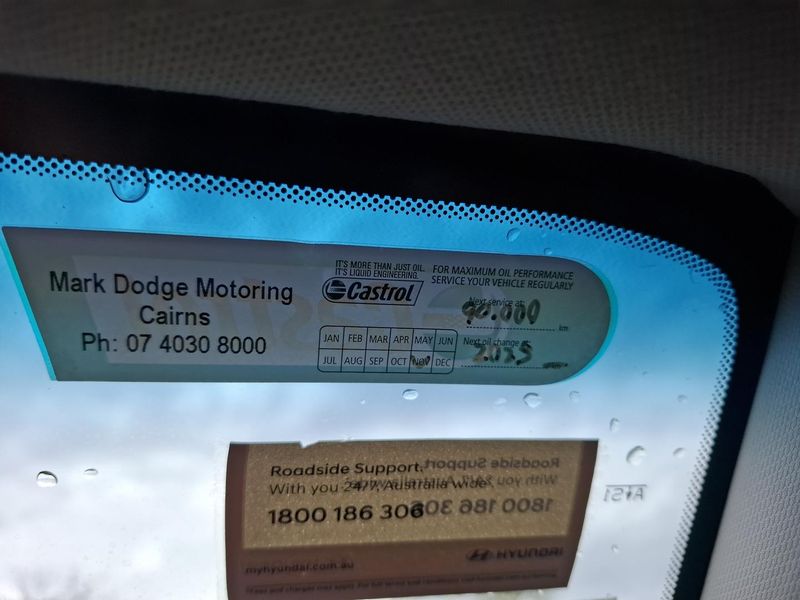 Mark Dodge Motoring
Cairns
Ph: 07 4030 8000
IT'S MORE THAN JUST OIL.
IT'S LIQUID ENGINEERING.
Castrol
FOR MAXIMUM OIL PERFORMANCE
SERVICE YOUR VEHICLE REGULARLY
Next service at:
90.000 km
Next oil change at:
2025
JAN FEB MAR APR MAY JUN
JUL AUG SEP OCT NOV DEC
Roadside Support.
With you 24/7, Australia wide
1800 186 306
HYUNDAI
myhyundai.com.au